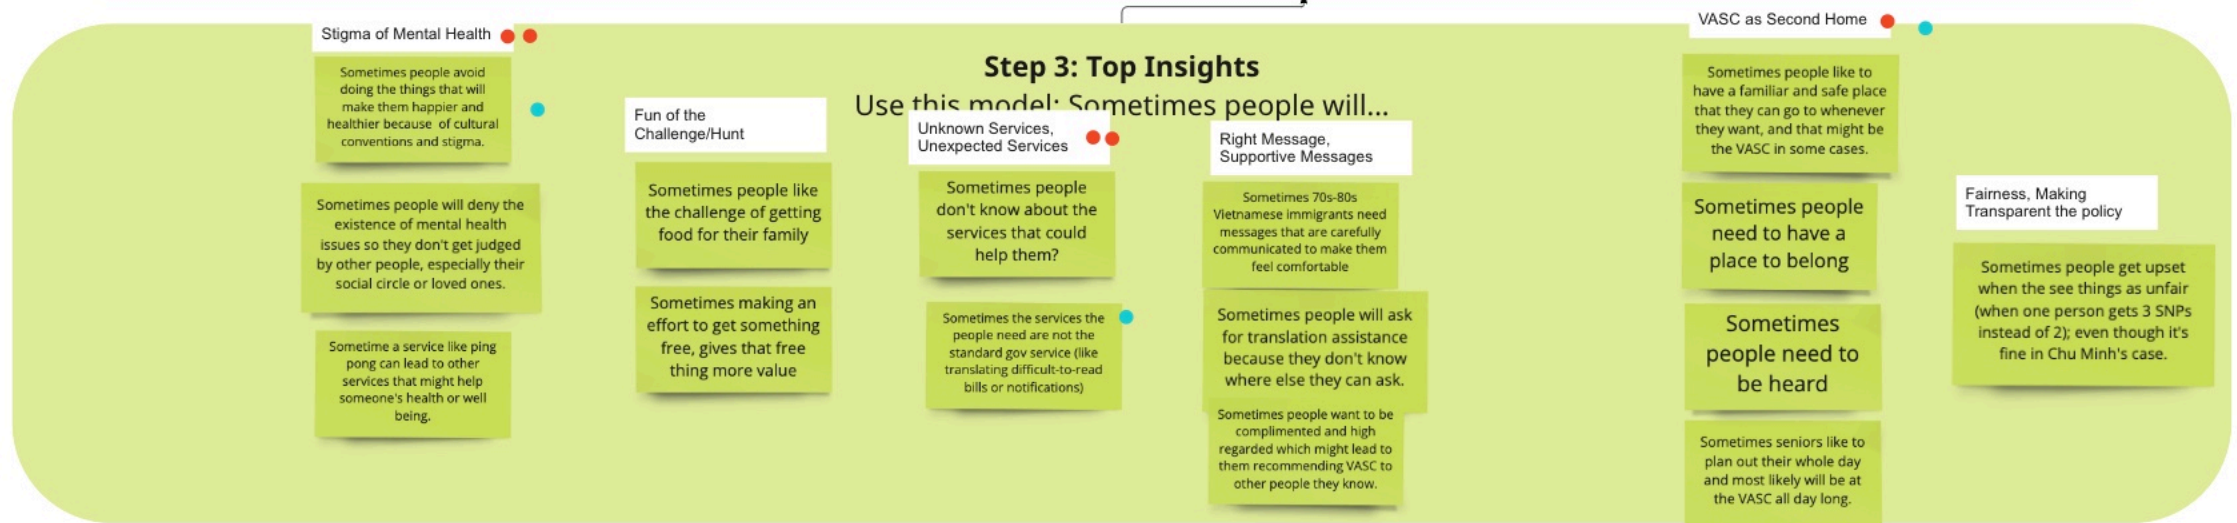 Step 3: Top Insights
Use this model: Sometimes people will...
Stigma of Mental Health
Sometimes people avoid
doing the things that will
make them happier and
healthier because of cultural
conventions and stigma.
Sometimes people will deny the
existence of mental health
issues so they don't get judged
by other people, especially their
social circle or loved ones.
Sometime a service like ping
pong can lead to other
services that might help
someone's health or well
being.
Fun of the
Challenge/Hunt
Sometimes people like
the challenge of getting
food for their family
Sometimes making an
effort to get something
free, gives that free
thing more value
Unknown Services,
Unexpected Services
Sometimes people
don't know about the
services that could
help them?
Sometimes the services the
people need are not the
standard gov service (like
translating difficult-to-read
bills or notifications)
Right Message,
Supportive Messages
Sometimes 70s-80s
Vietnamese immigrants need
messages that are carefully
communicated to make them
feel comfortable
Sometimes people will ask
for translation assistance
because they don't know
where else they can ask.
Sometimes people want to be
complimented and high
regarded which might lead to
them recommending VASC to
other people they know.
VASC as Second Home
Sometimes people like to
have a familiar and safe place
that they can go to whenever
they want, and that might be
the VASC in some cases.
Sometimes people
need to have a
place to belong
Sometimes
people need to
be heard
Sometimes seniors like to
plan out their whole day
and most likely will be at
the VASC all day long.
Fairness, Making
Transparent the policy
Sometimes people get upset
when the see things as unfair
(when one person gets 3 SNPs
instead of 2); even though it's
fine in Chu Minh's case.